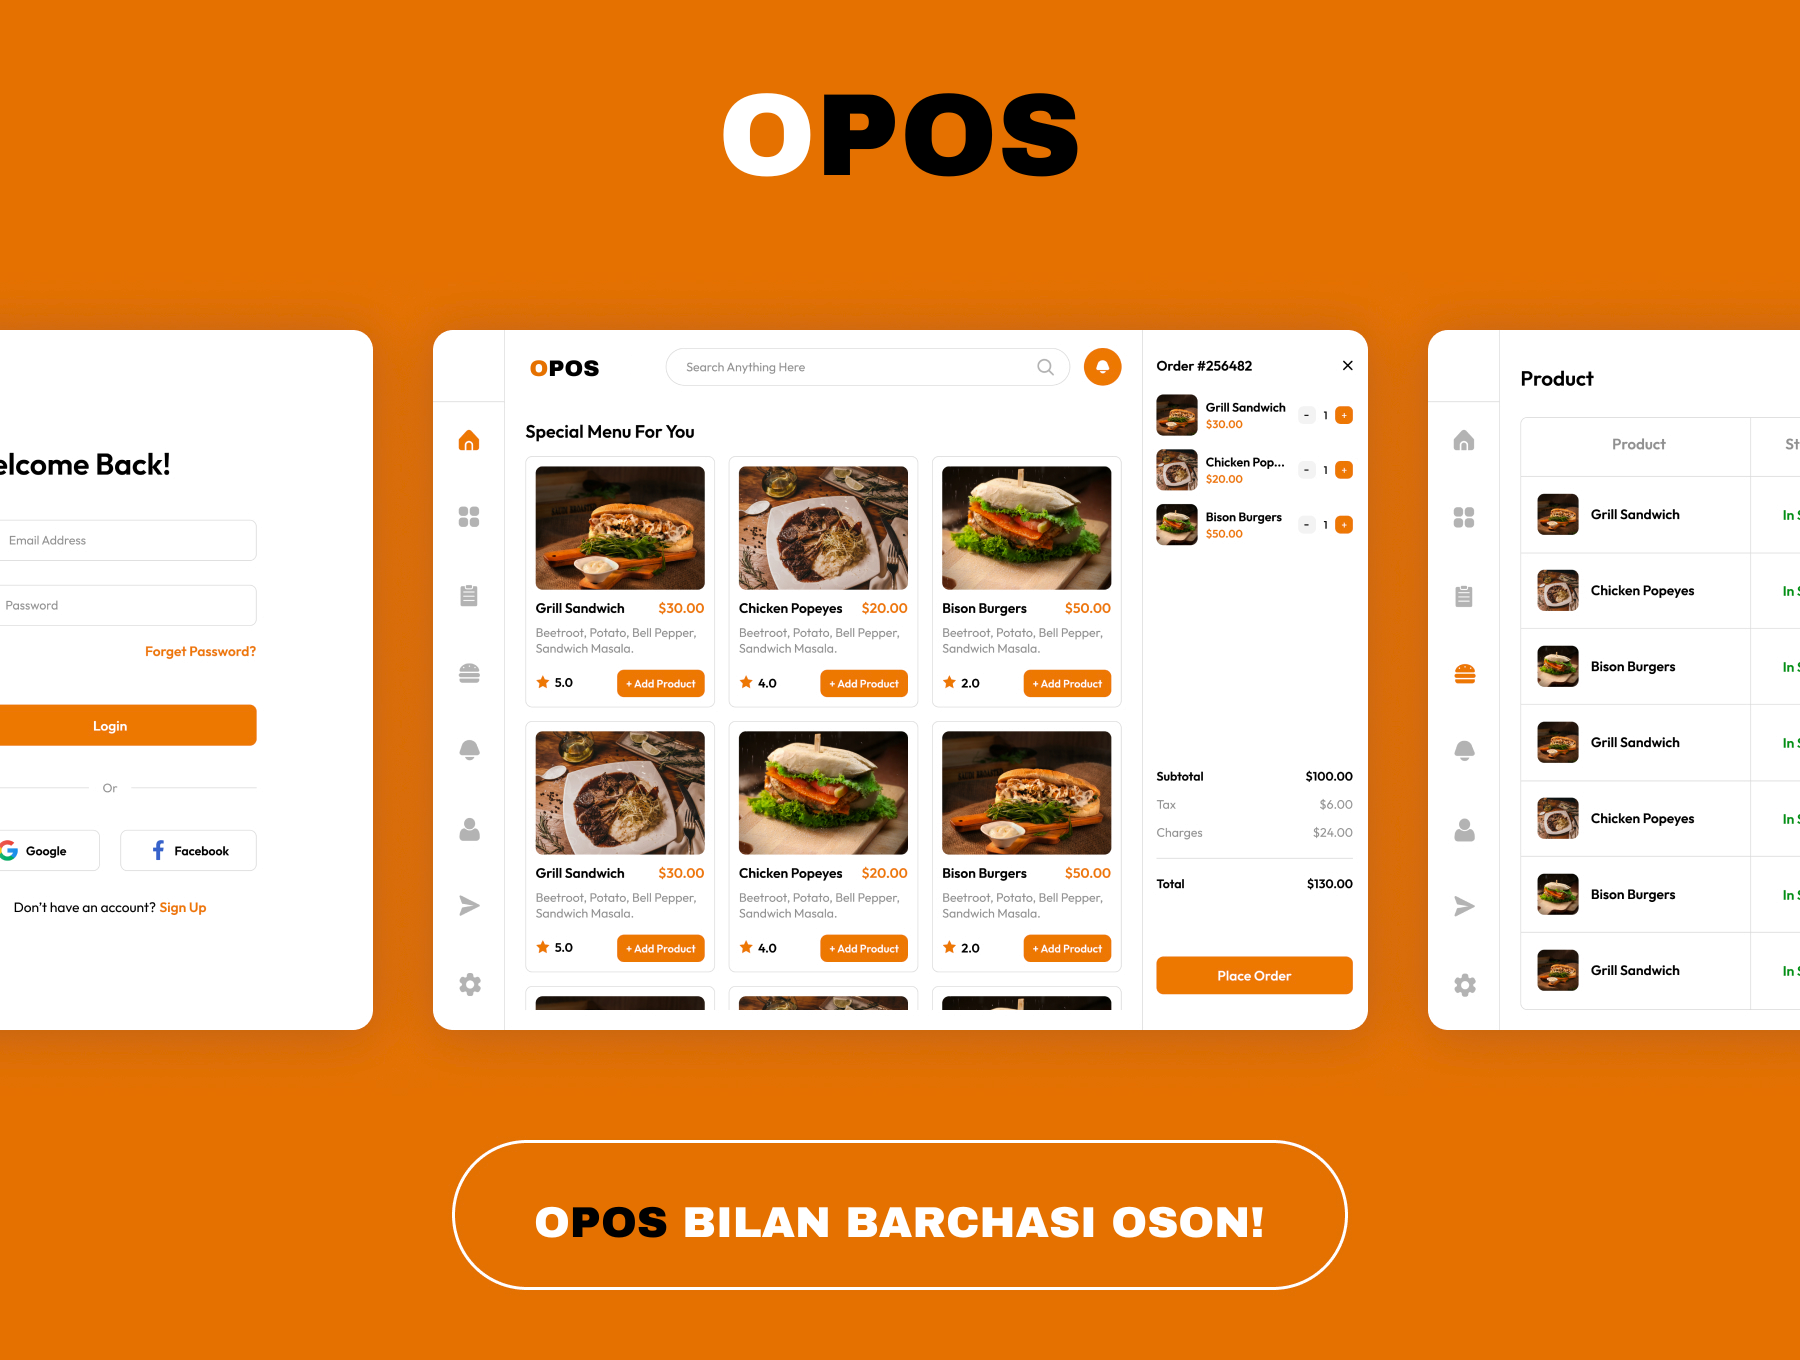 OPOS
elcome Back!
Email Address
Password
Forget Password?
Login
Or
Google
Facebook
Don't have an account? Sign Up
OPOS
Search Anything Here
Special Menu For You
Grill Sandwich $30.00
Beetroot, Potato, Bell Pepper,
Sandwich Masala.
5.0 + Add Product
Chicken Popeyes $20.00
Beetroot, Potato, Bell Pepper,
Sandwich Masala.
4.0 + Add Product
Bison Burgers $50.00
Beetroot, Potato, Bell Pepper,
Sandwich Masala.
2.0 + Add Product
Grill Sandwich $30.00
Beetroot, Potato, Bell Pepper,
Sandwich Masala.
5.0 + Add Product
Chicken Popeyes $20.00
Beetroot, Potato, Bell Pepper,
Sandwich Masala.
4.0 + Add Product
Bison Burgers $50.00
Beetroot, Potato, Bell Pepper,
Sandwich Masala.
2.0 + Add Product
Order #256482
Grill Sandwich
$30.00
- 1 +
Chicken Pop...
$20.00
- 1 +
Bison Burgers
$50.00
- 1 +
Subtotal $100.00
Tax $6.00
Charges $24.00
Total $130.00
Place Order
Product
Product St
Grill Sandwich In S
Chicken Popeyes In S
Bison Burgers In S
Grill Sandwich In S
Chicken Popeyes In S
Bison Burgers In S
Grill Sandwich In S
OPOS BILAN BARCHASI OSON!